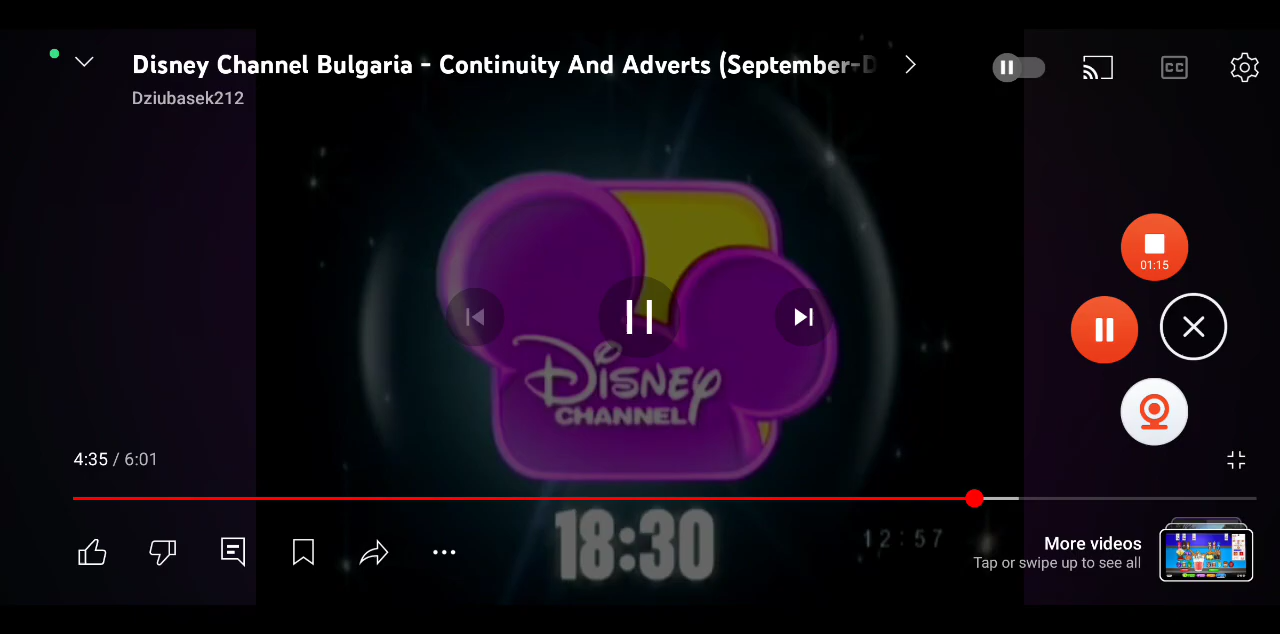 Disney Channel Bulgaria - Continuity And Adverts (September-D
Dziubasek212
CC
01:15
DISNEY
CHANNEL
4:35 / 6:01
18:30
12:57
More videos
Tap or swipe up to see all